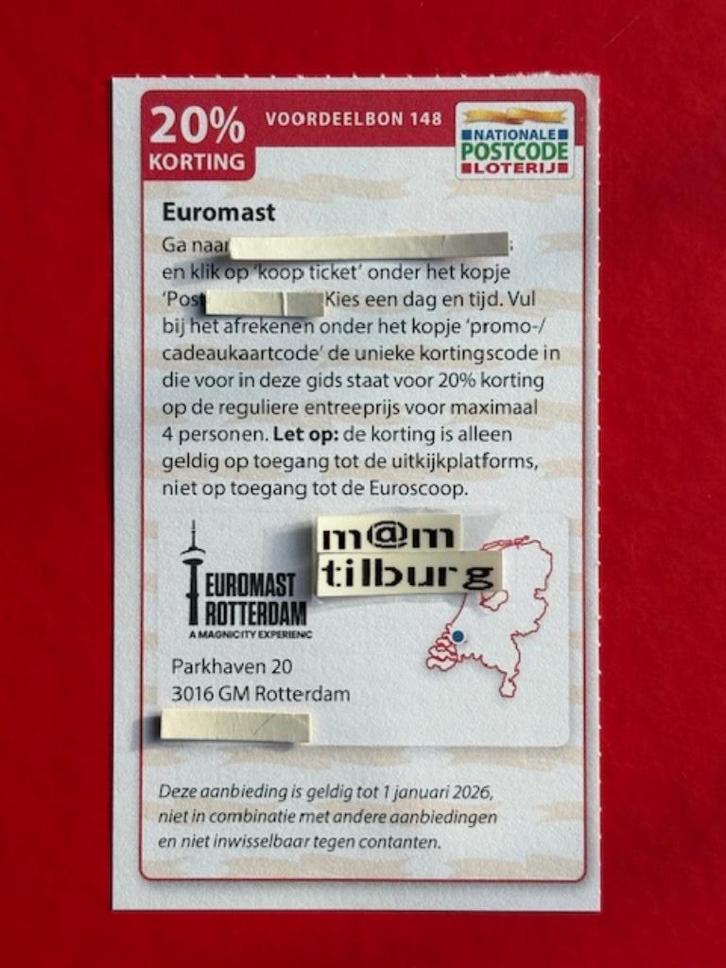 20%
KORTING
VOORDEELBON 148
NATIONALE
POSTCODE
LOTERIJ
Euromast
Ga naar
en klik op ‘koop ticket’ onder het kopje
‘Post Kies een dag en tijd. Vul
bij het afrekenen onder het kopje ‘promo-/
cadeaukaartcode’ de unieke kortingscode in
die voor in deze gids staat voor 20% korting
op de reguliere entreeprijs voor maximaal
4 personen. Let op: de korting is alleen
geldig op toegang tot de uitkijkplatforms,
niet op toegang tot de Euroscoop.
m@m
tilburg
EUROMAST
ROTTERDAM
A MAGNICITY EXPERIENC
Parkhaven 20
3016 GM Rotterdam
Deze aanbieding is geldig tot 1 januari 2026,
niet in combinatie met andere aanbiedingen
en niet inwisselbaar tegen contanten.